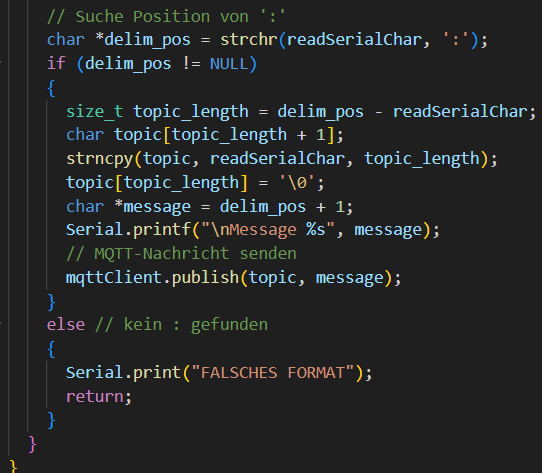 // Suche Position von ':'
char *delim_pos = strchr(readSerialChar, ':');
if (delim_pos != NULL)
{
size_t topic_length = delim_pos - readSerialChar;
char topic[topic_length + 1];
strncpy(topic, readSerialChar, topic_length);
topic[topic_length] = '\0';
char *message = delim_pos + 1;
Serial.printf("\nMessage %s", message);
// MQTT-Nachricht senden
mqttClient.publish(topic, message);
}
else // kein : gefunden
{
Serial.print("FALSCHES FORMAT");
return;
}
}
}